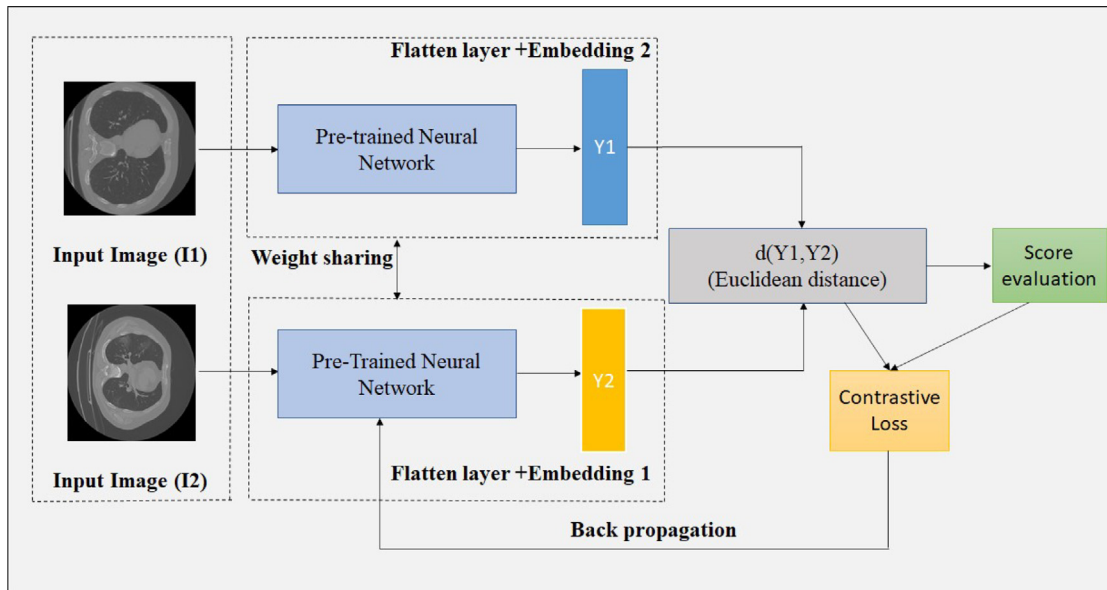 Flatten layer +Embedding 2
Pre-trained Neural
Network
Y1
Input Image (I1)
Weight sharing
d(Y1,Y2)
(Euclidean distance)
Score
evaluation
Pre-Trained Neural
Network
Y2
Contrastive
Loss
Input Image (I2)
Flatten layer +Embedding 1
Back propagation